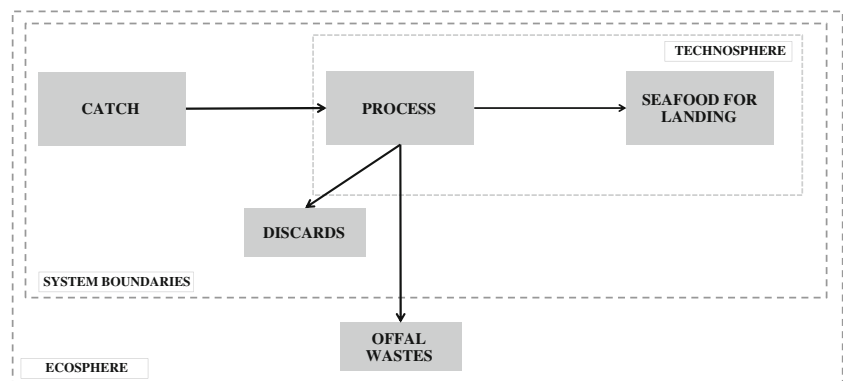 TECHNOSPHERE
CATCH
PROCESS
SEAFOOD FOR
LANDING
DISCARDS
SYSTEM BOUNDARIES
OFFAL
WASTES
ECOSPHERE